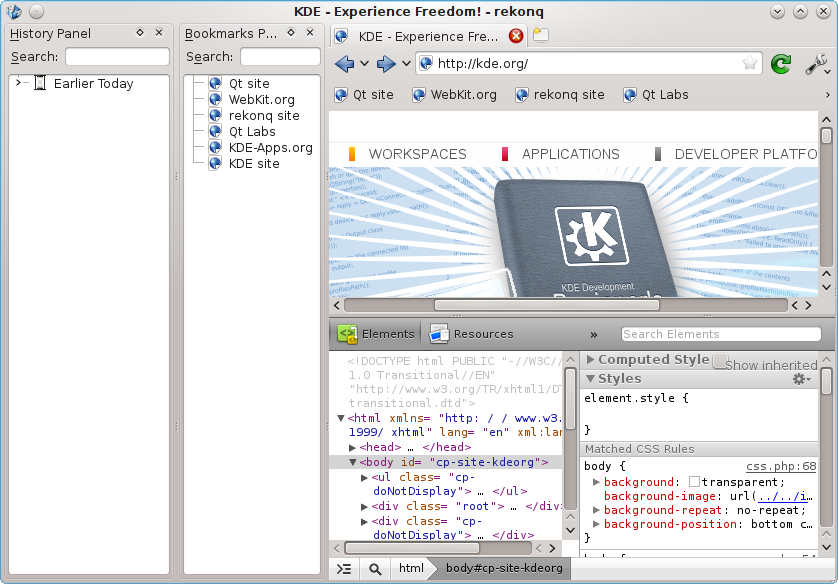 KDE - Experience Freedom! - rekonq
History Panel
Search:
Earlier Today
Bookmarks P...
Search:
Qt site
WebKit.org
rekonq site
Qt Labs
KDE-Apps.org
KDE site
KDE - Experience Fre...
http://kde.org/
Qt site WebKit.org rekonq site Qt Labs
WORKSPACES APPLICATIONS DEVELOPER PLATFO
KDE Development
Elements Resources » Search Elements
<!DOCTYPE html PUBLIC "-//W3C//
1.0 Transitional//EN"
"http://www.w3.org/TR/xhtml1/DT
transitional.dtd">
<html xmlns= "http: / / www.w3.
1999/ xhtml" lang= "en" xml:lan
<head> … </head>
<body id= "cp-site-kdeorg">
<ul class= "cp-
doNotDisplay"> … </ul>
<div class= "root"> … </div>
<div class= "cp-
doNotDisplay"> … </div>
html body#cp-site-kdeorg
Computed Style Show inherited
Styles
element.style {
}
Matched CSS Rules
body { css.php:68
background: transparent;
background-image: url(../../i…
background-repeat: no-repeat;
background-position: bottom c…
}